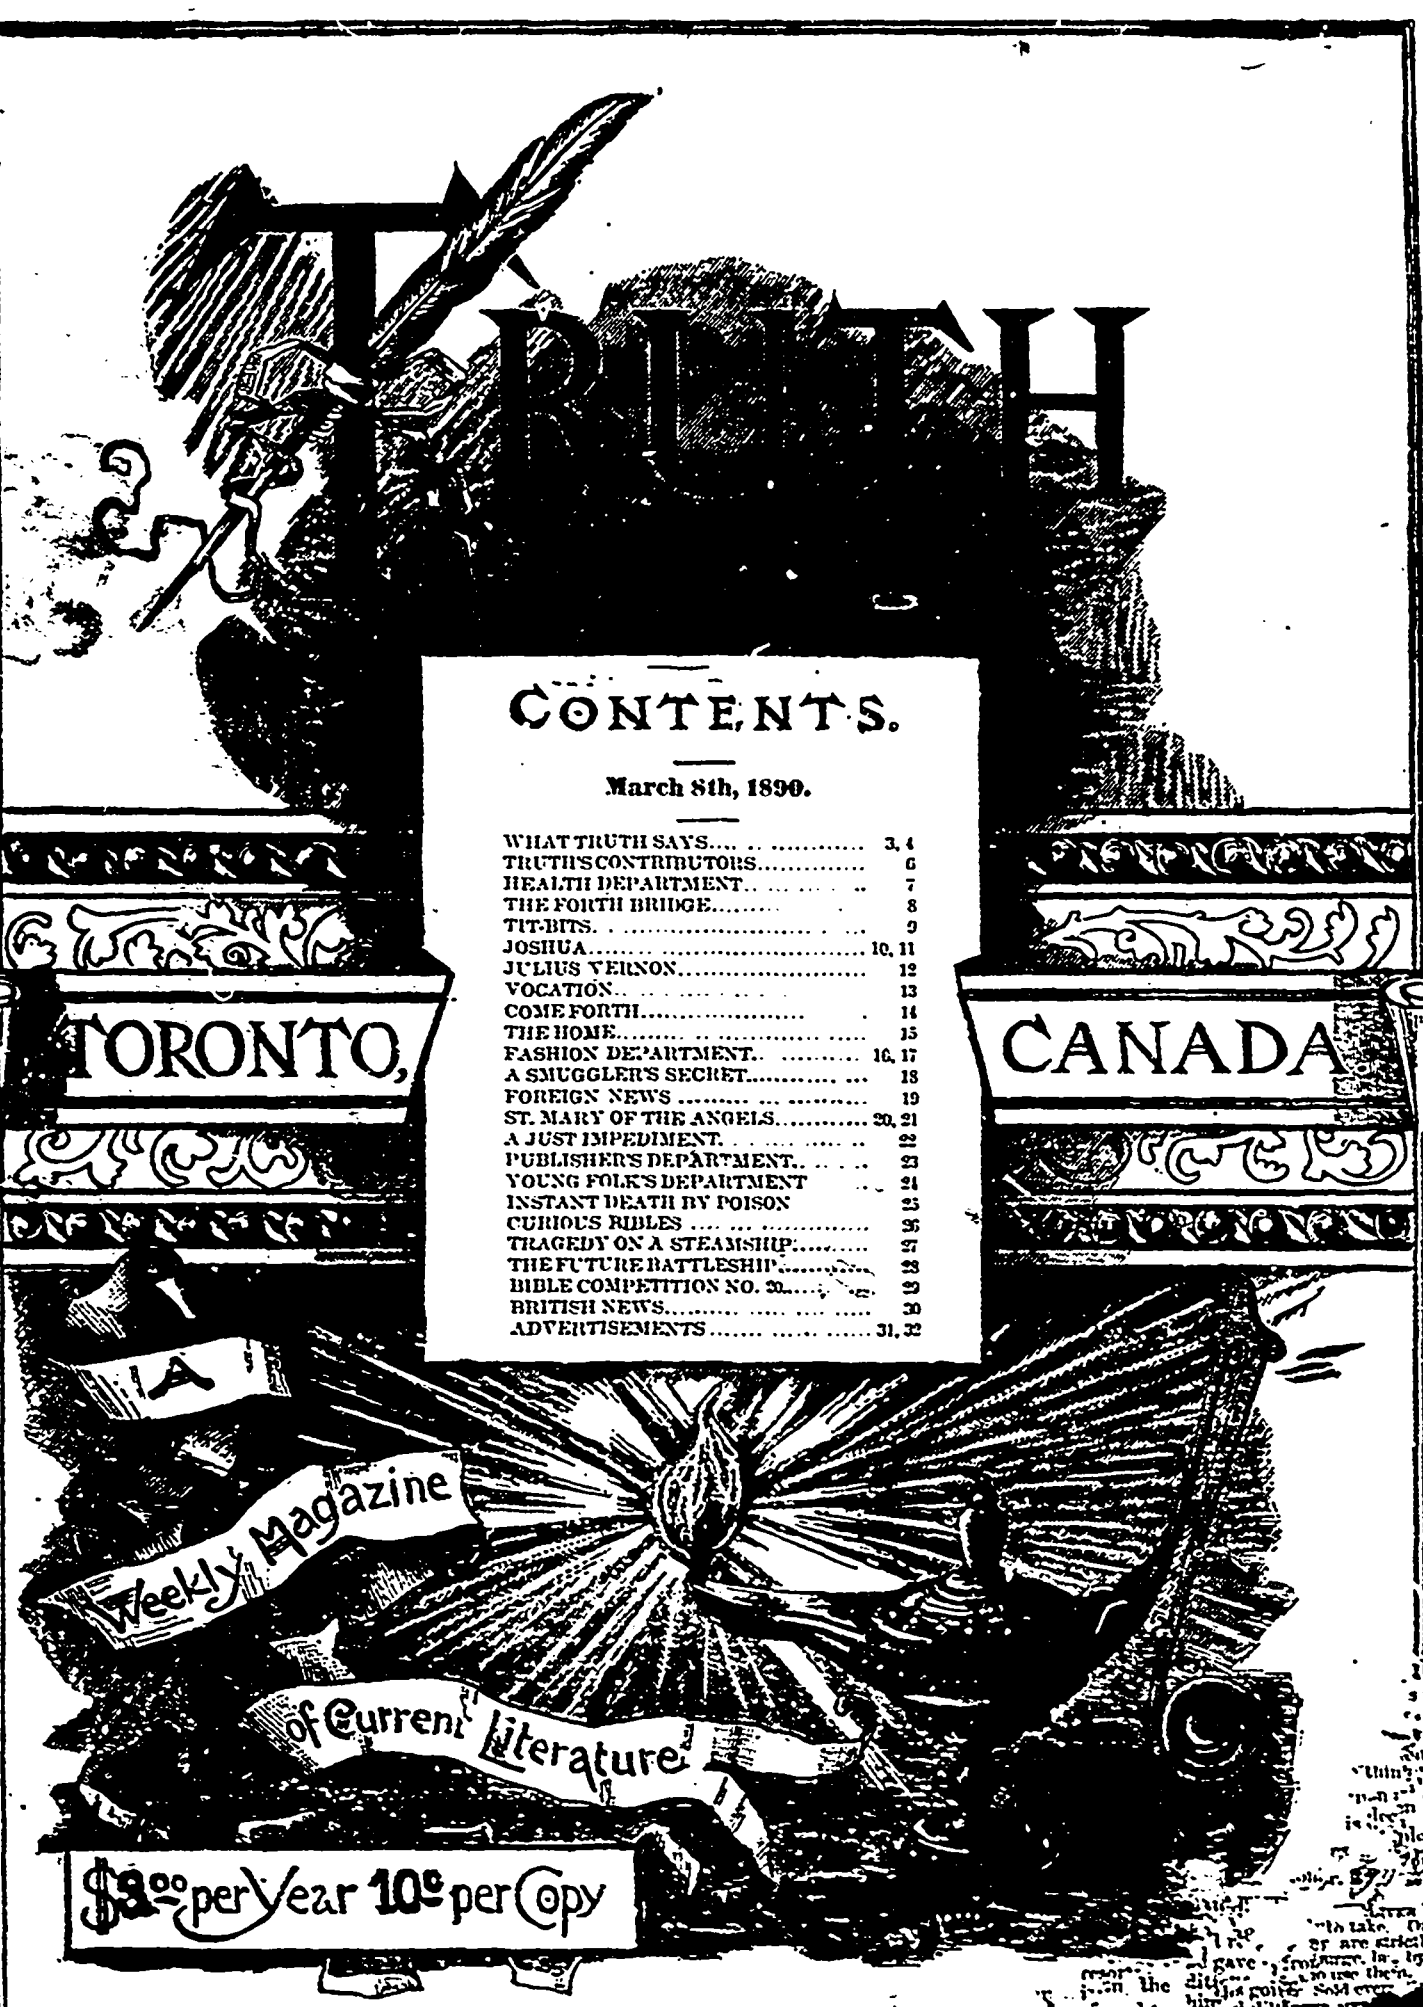 TRUTH
CONTENTS.
March 8th, 1890.
WHAT TRUTH SAYS.... .. ............ 3, 4
TRUTH'S CONTRIBUTORS.............. 6
HEALTH DEPARTMENT.. ... ... . .. 7
THE FORTH BRIDGE........ . 8
TIT-BITS. . ......................... . . ... 9
JOSHUA................................. 10, 11
JULIUS VERNON....................... 12
VOCATION... . ...... .. . . 13
COME FORTH.................... . 14
THE HOME......... .............. ..... 15
FASHION DEPARTMENT.. .......... 16, 17
A SMUGGLER'S SECRET............ ... 18
FOREIGN NEWS ......... ... .......... 19
ST. MARY OF THE ANGELS............ 20, 21
A JUST IMPEDIMENT. . ... ..... . .. 22
PUBLISHER'S DEPARTMENT.. .. . .. 23
YOUNG FOLK'S DEPARTMENT .. . 24
INSTANT DEATH BY POISON 25
CURIOUS BIBLES .... ... ............. 26
TRAGEDY ON A STEAMSHIP......... 27
THE FUTURE BATTLESHIP............ 28
BIBLE COMPETITION NO. 20..... ... 29
BRITISH NEWS.......... ..... .... ..... 30
ADVERTISEMENTS ....... ...... ...... 31, 32
TORONTO, CANADA
A
Weekly Magazine
of Current Literature
per Year 10c per Copy
the